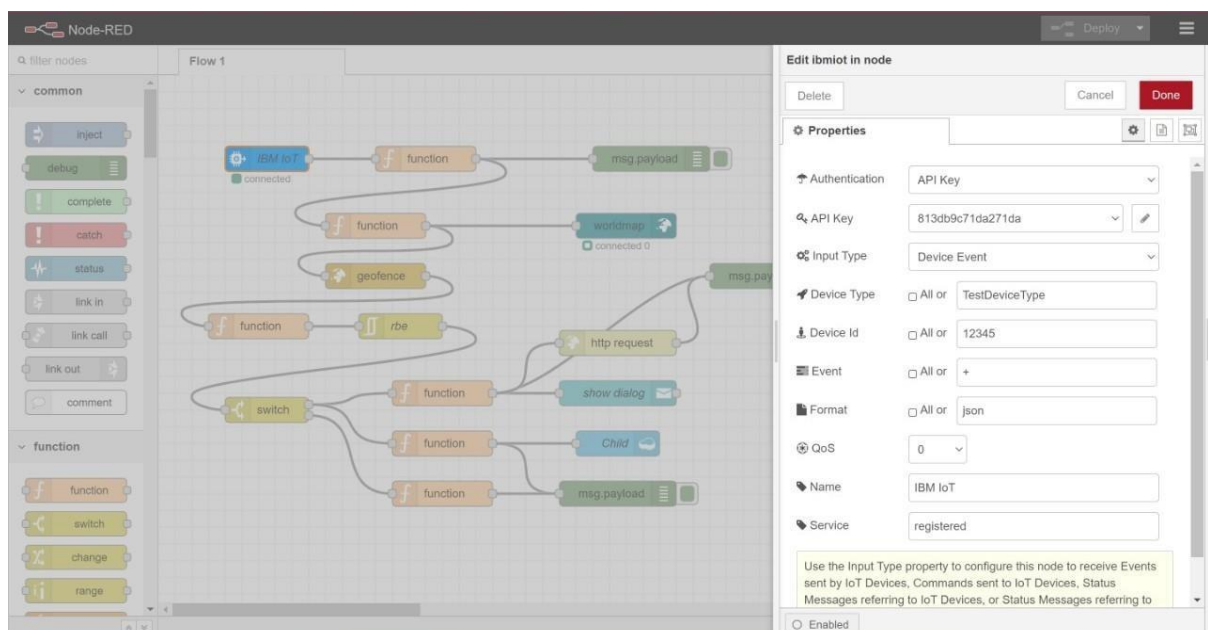 Node-RED
Deploy
filter nodes
Flow 1
common
inject
debug
complete
catch
status
link in
link call
link out
comment
function
function
switch
change
range
IBM IoT
connected
function
msg.payload
function
worldmap
connected 0
geofence
msg.pay
function
rbe
http request
function
show dialog
switch
function
Child
function
msg.payload
Edit ibmiot in node
Delete
Cancel
Done
Properties
Authentication
API Key
API Key
813db9c71da271da
Input Type
Device Event
Device Type
All or
TestDeviceType
Device Id
All or
12345
Event
All or
+
Format
All or
json
QoS
0
Name
IBM IoT
Service
registered
Use the Input Type property to configure this node to receive Events
sent by IoT Devices, Commands sent to IoT Devices, Status
Messages referring to IoT Devices, or Status Messages referring to
Enabled